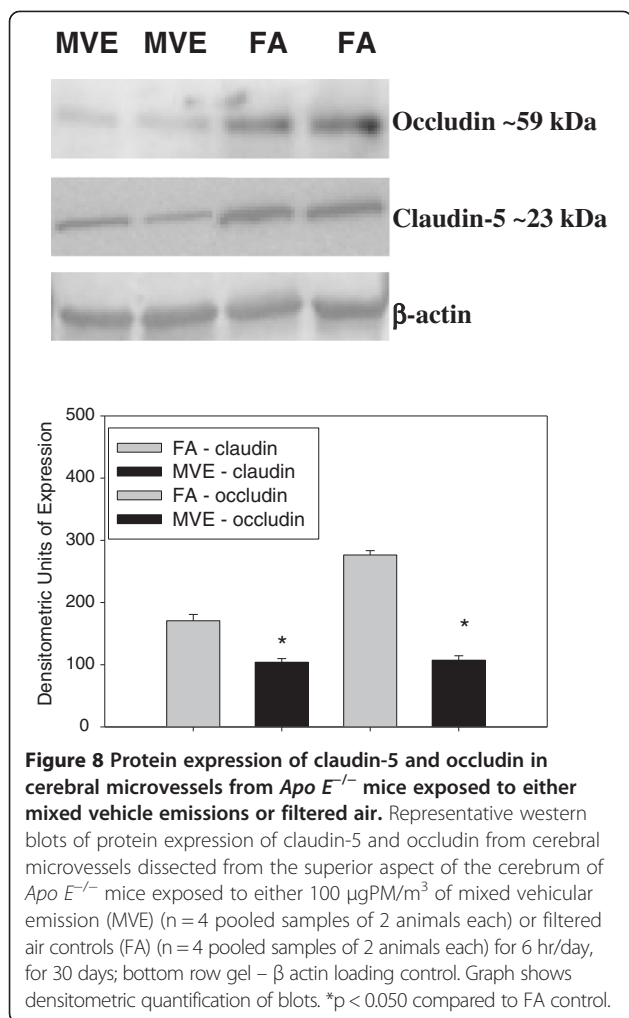 MVE MVE FA FA
Occludin ~59 kDa
Claudin-5 ~23 kDa
β-actin
500
400
300
200
100
0
Densitometric Units of Expression
FA - claudin
MVE - claudin
FA - occludin
MVE - occludin
*
*
Figure 8 Protein expression of claudin-5 and occludin in
cerebral microvessels from Apo E−/− mice exposed to either
mixed vehicle emissions or filtered air. Representative western
blots of protein expression of claudin-5 and occludin from cerebral
microvessels dissected from the superior aspect of the cerebrum of
Apo E−/− mice exposed to either 100 μgPM/m³ of mixed vehicular
emission (MVE) (n = 4 pooled samples of 2 animals each) or filtered
air controls (FA) (n = 4 pooled samples of 2 animals each) for 6 hr/day,
for 30 days; bottom row gel – β actin loading control. Graph shows
densitometric quantification of blots. *p < 0.050 compared to FA control.